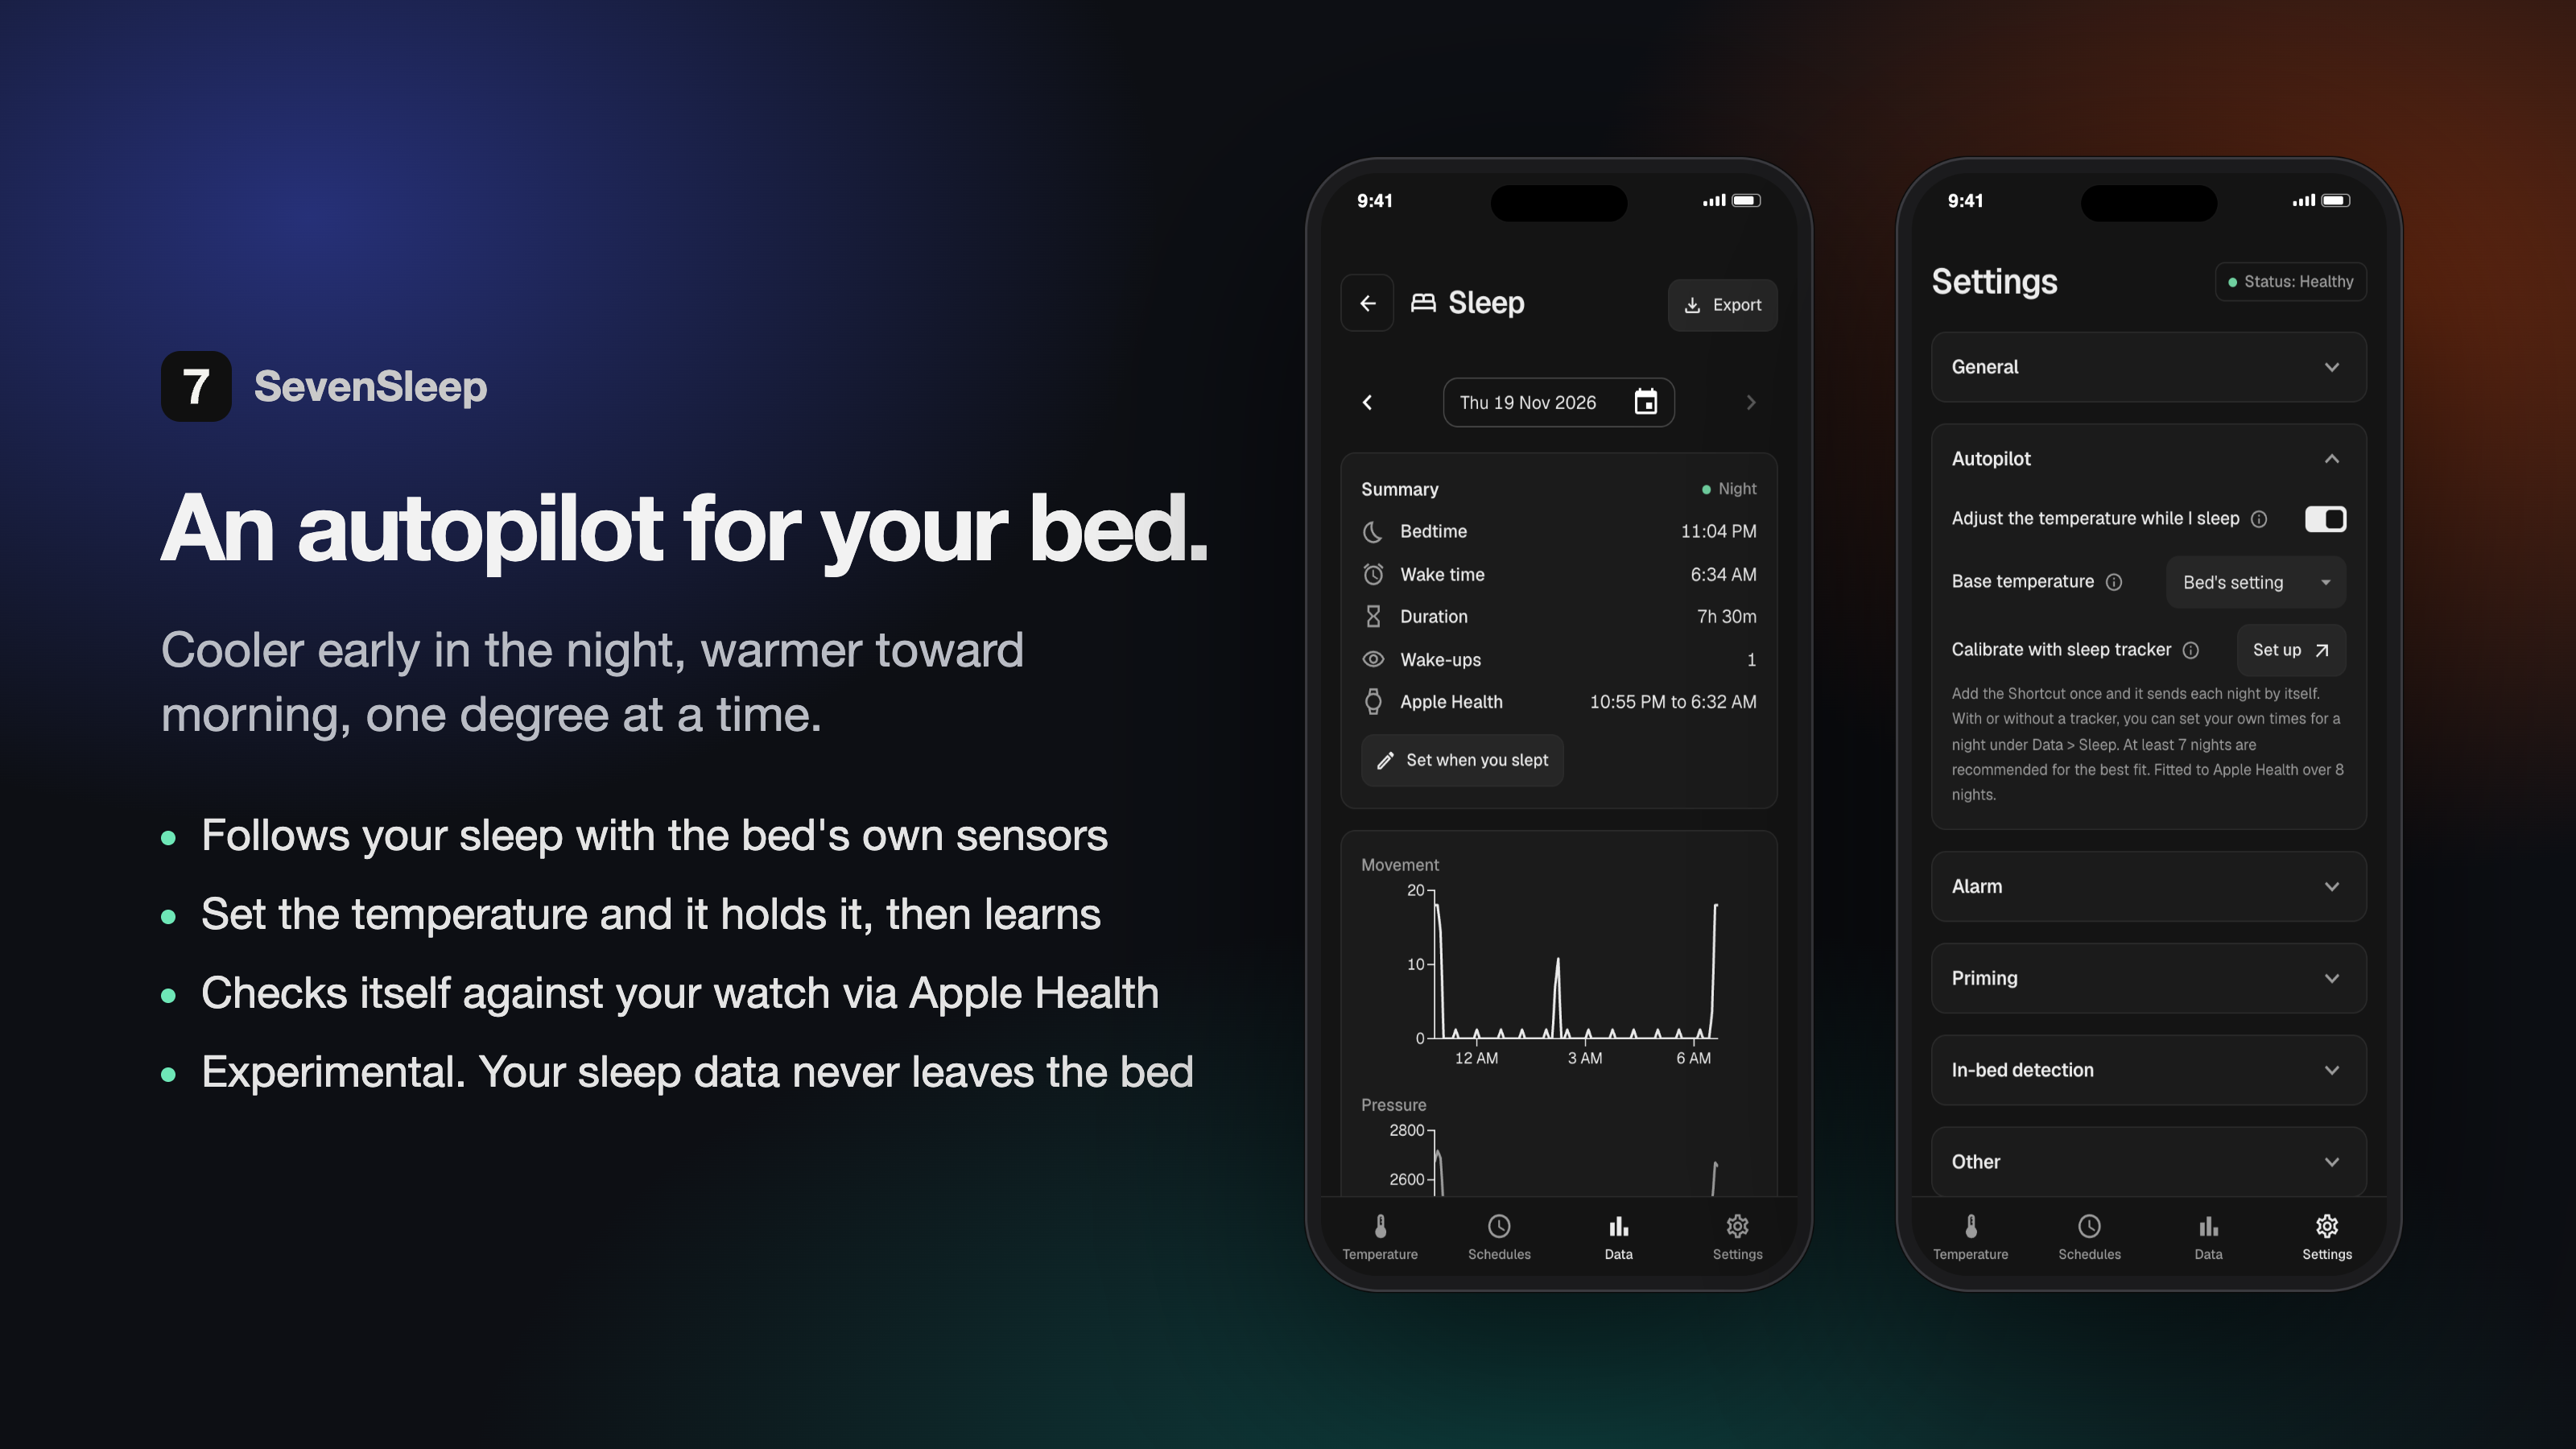 7 SevenSleep
An autopilot for your bed.
Cooler early in the night, warmer toward
morning, one degree at a time.
Follows your sleep with the bed's own sensors
Set the temperature and it holds it, then learns
Checks itself against your watch via Apple Health
Experimental. Your sleep data never leaves the bed
9:41
Sleep
Export
Thu 19 Nov 2026
Summary
Night
Bedtime 11:04 PM
Wake time 6:34 AM
Duration 7h 30m
Wake-ups 1
Apple Health 10:55 PM to 6:32 AM
Set when you slept
Movement
20
10
0
12 AM 3 AM 6 AM
Pressure
2800
2600
Temperature Schedules Data Settings
9:41
Settings
Status: Healthy
General
Autopilot
Adjust the temperature while I sleep
Base temperature
Bed's setting
Calibrate with sleep tracker
Set up
Add the Shortcut once and it sends each night by itself.
With or without a tracker, you can set your own times for a
night under Data > Sleep. At least 7 nights are
recommended for the best fit. Fitted to Apple Health over 8
nights.
Alarm
Priming
In-bed detection
Other
Temperature Schedules Data Settings